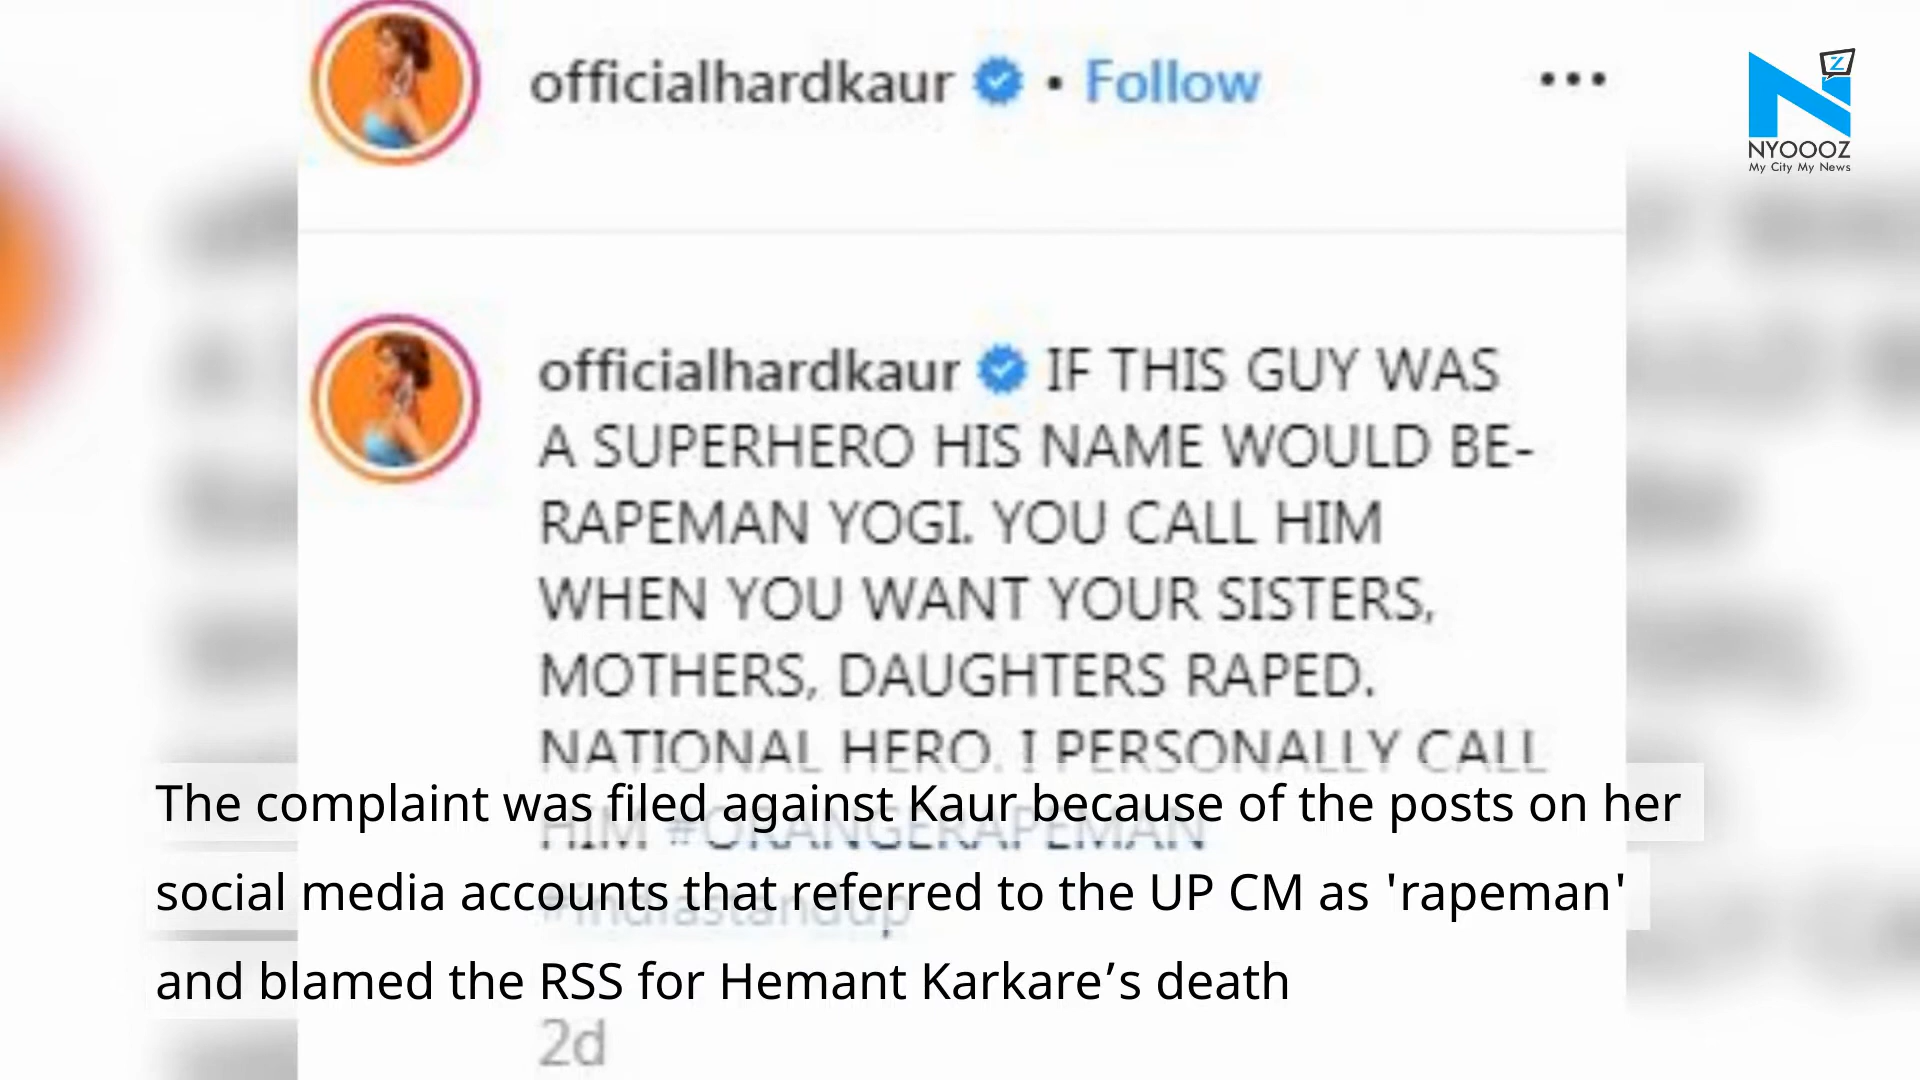 officialhardkaur • Follow
Z
NYOOOZ
My City My News
officialhardkaur IF THIS GUY WAS
A SUPERHERO HIS NAME WOULD BE-
RAPEMAN YOGI. YOU CALL HIM
WHEN YOU WANT YOUR SISTERS,
MOTHERS, DAUGHTERS RAPED.
NATIONAL HERO. I PERSONALLY CALL
HIM #ORANGERAPEMAN
#indiastandup
The complaint was filed against Kaur because of the posts on her
social media accounts that referred to the UP CM as 'rapeman'
and blamed the RSS for Hemant Karkare’s death
2d